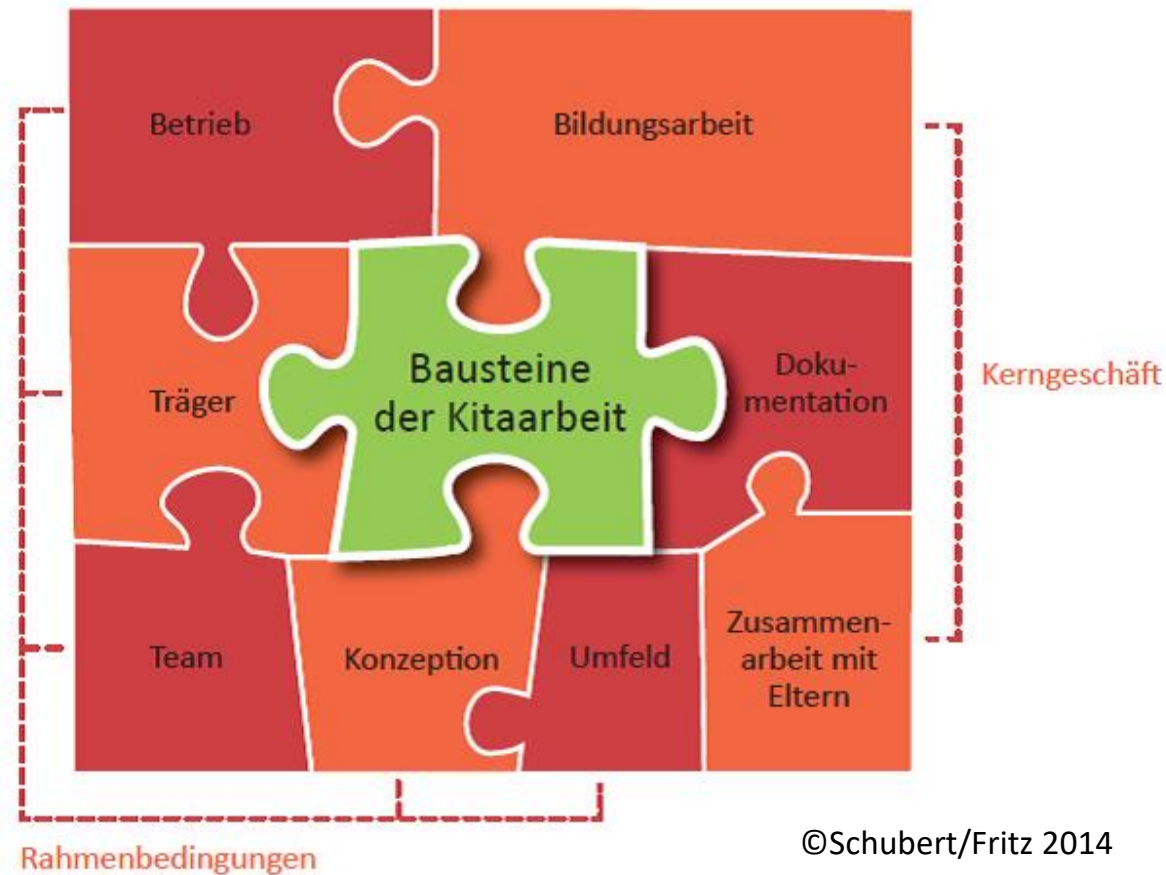 Betrieb
Bildungsarbeit
Bausteine
der Kitaarbeit
Träger
Doku-
mentation
Kerngeschäft
Team
Konzeption
Umfeld
Zusammen-
arbeit mit
Eltern
Rahmenbedingungen
©Schubert/Fritz 2014